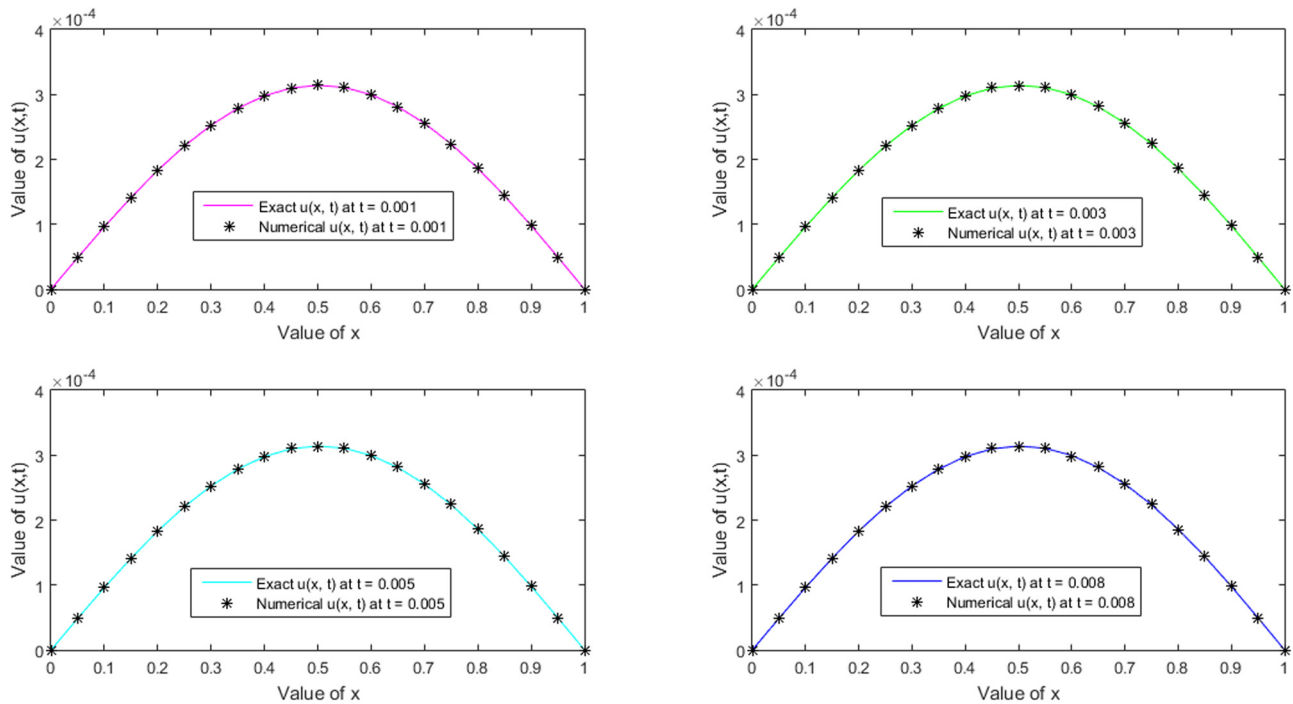 ×10-4
4
3
2
1
0
Value of u(x,t)
Exact u(x, t) at t = 0.001
Numerical u(x, t) at t = 0.001
0 0.1 0.2 0.3 0.4 0.5 0.6 0.7 0.8 0.9 1
Value of x
×10-4
4
3
2
1
0
Value of u(x,t)
Exact u(x, t) at t = 0.003
Numerical u(x, t) at t = 0.003
0 0.1 0.2 0.3 0.4 0.5 0.6 0.7 0.8 0.9 1
Value of x
×10-4
4
3
2
1
0
Value of u(x,t)
Exact u(x, t) at t = 0.005
Numerical u(x, t) at t = 0.005
0 0.1 0.2 0.3 0.4 0.5 0.6 0.7 0.8 0.9 1
Value of x
×10-4
4
3
2
1
0
Value of u(x,t)
Exact u(x, t) at t = 0.008
Numerical u(x, t) at t = 0.008
0 0.1 0.2 0.3 0.4 0.5 0.6 0.7 0.8 0.9 1
Value of x